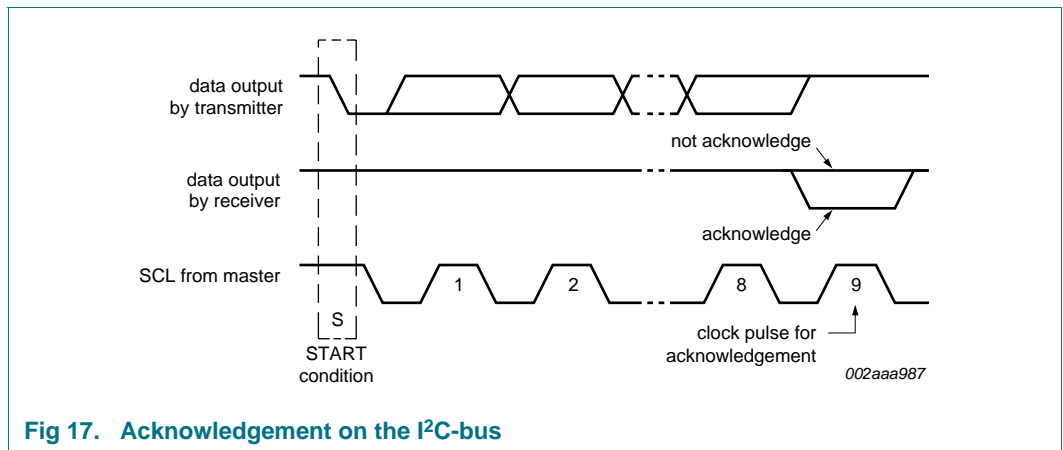 data output
by transmitter
not acknowledge
data output
by receiver
acknowledge
SCL from master
1
2
8
9
S
START
condition
clock pulse for
acknowledgement
002aaa987
Fig 17. Acknowledgement on the I²C-bus